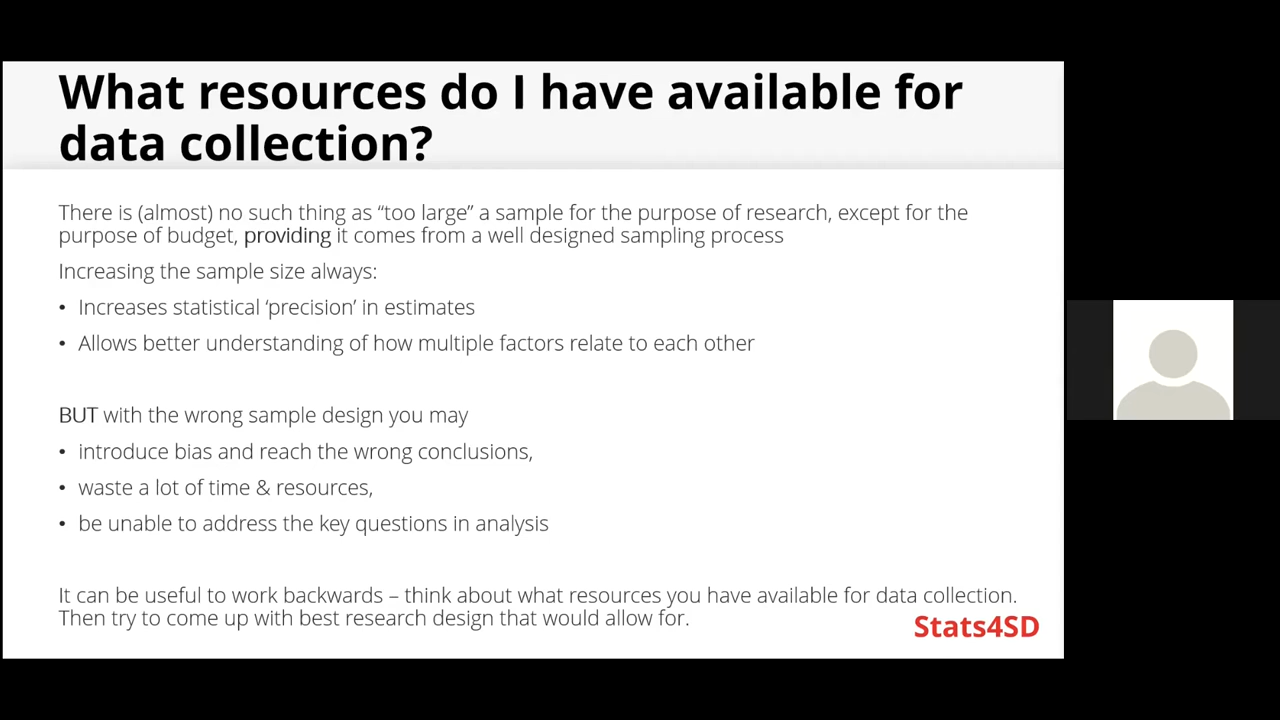 What resources do I have available for
data collection?
There is (almost) no such thing as “too large” a sample for the purpose of research, except for the
purpose of budget, providing it comes from a well designed sampling process
Increasing the sample size always:
• Increases statistical ‘precision’ in estimates
• Allows better understanding of how multiple factors relate to each other
BUT with the wrong sample design you may
• introduce bias and reach the wrong conclusions,
• waste a lot of time & resources,
• be unable to address the key questions in analysis
It can be useful to work backwards – think about what resources you have available for data collection.
Then try to come up with best research design that would allow for.
Stats4SD